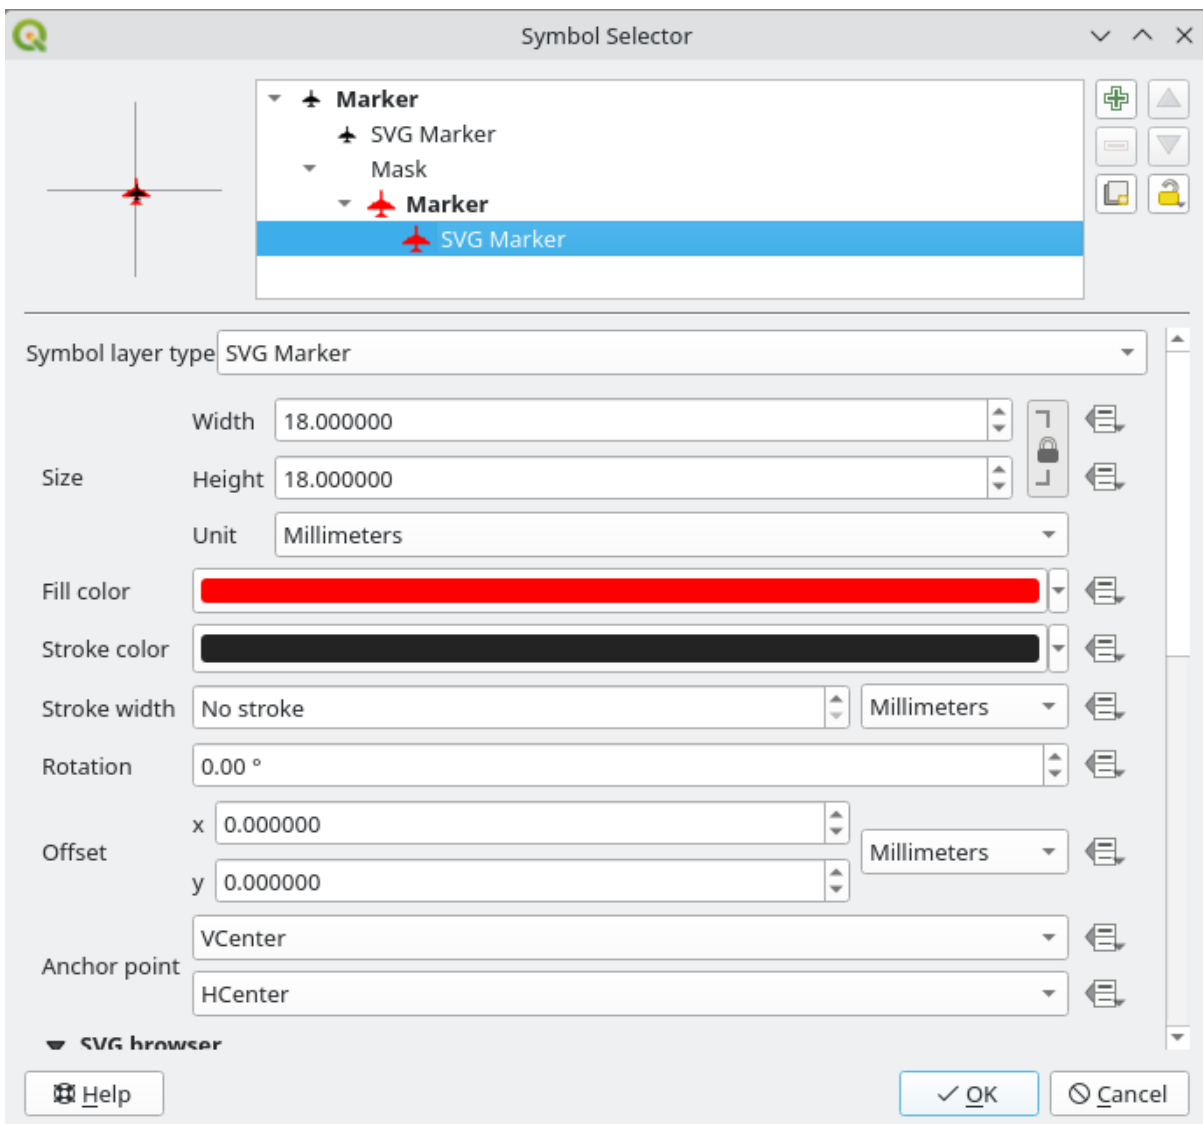 Symbol Selector
Marker
SVG Marker
Mask
Marker
SVG Marker
Symbol layer type SVG Marker
Width 18.000000
Size
Height 18.000000
Unit Millimeters
Fill color
Stroke color
Stroke width No stroke Millimeters
Rotation 0.00 °
x 0.000000
Offset Millimeters
y 0.000000
VCenter
Anchor point
HCenter
SVG browser
Help OK Cancel